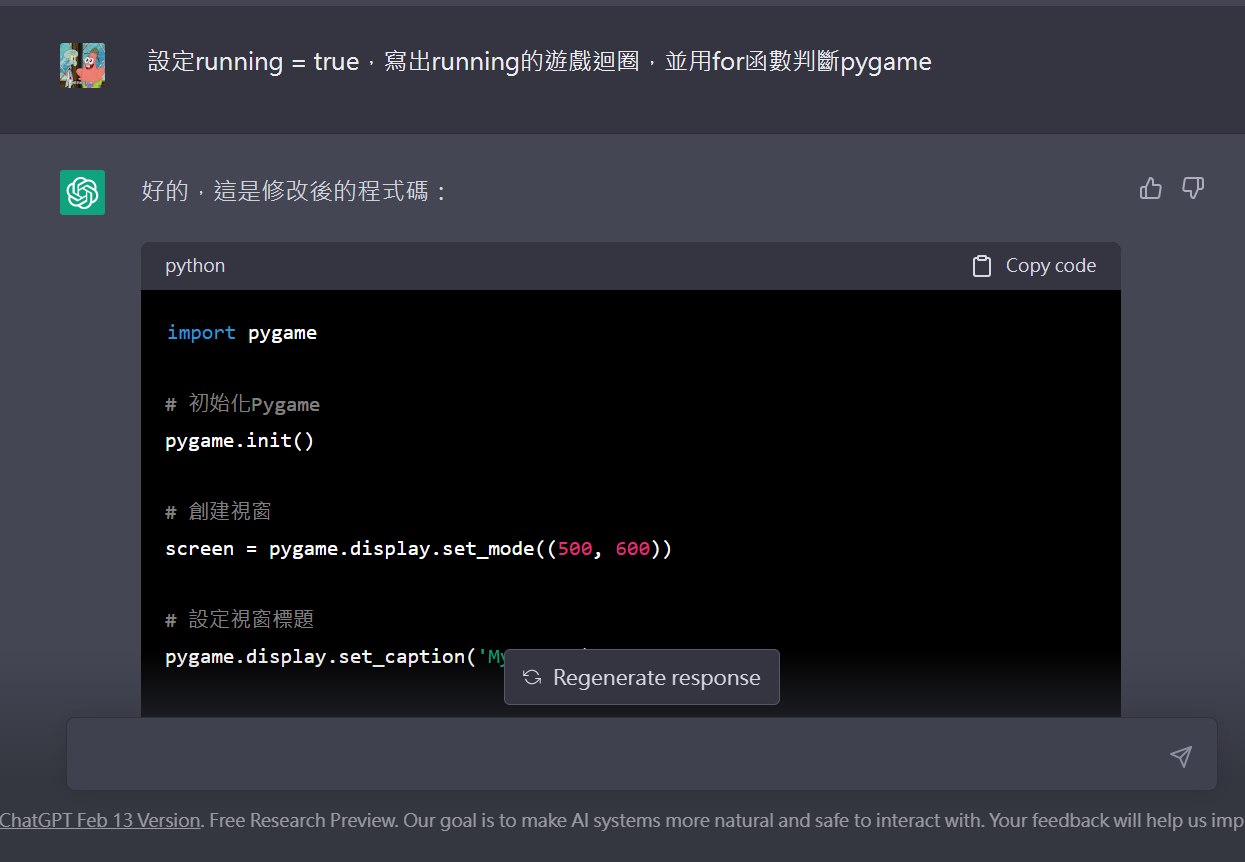 設定running = true，寫出running的遊戲迴圈，並用for函數判斷pygame
好的，這是修改後的程式碼：
python
Copy code
import pygame
# 初始化Pygame
pygame.init()
# 創建視窗
screen = pygame.display.set_mode((500, 600))
# 設定視窗標題
pygame.display.set_caption('My
Regenerate response
ChatGPT Feb 13 Version. Free Research Preview. Our goal is to make AI systems more natural and safe to interact with. Your feedback will help us imp